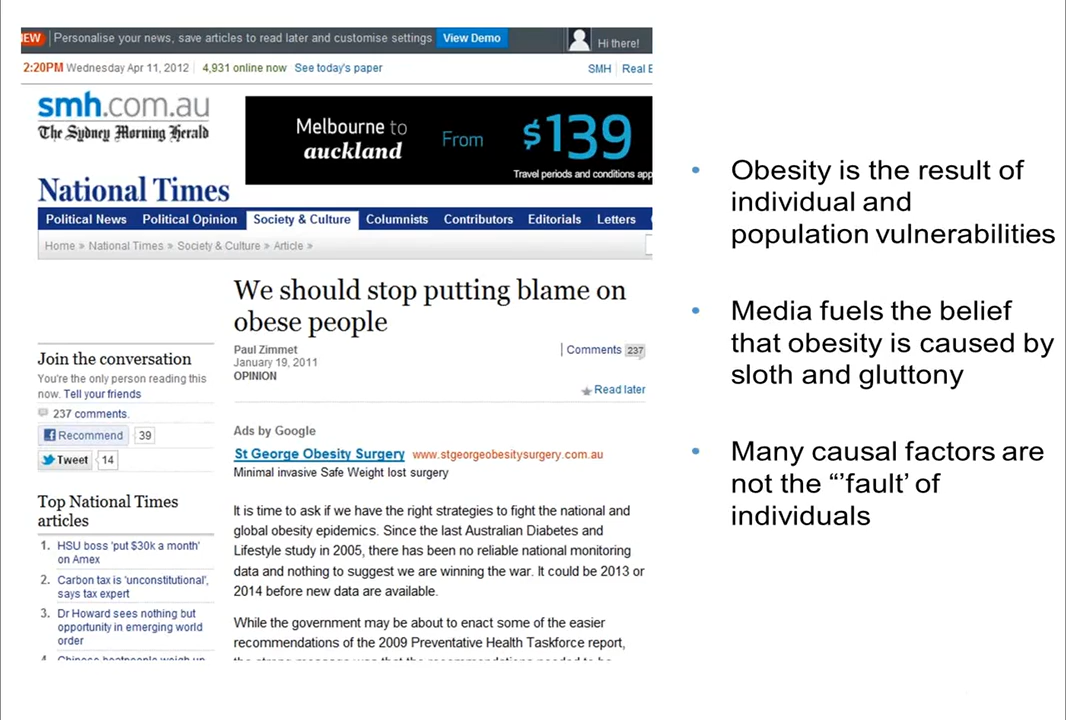 NEW Personalise your news, save articles to read later and customise settings View Demo Hi there!
2:20PM Wednesday Apr 11, 2012 4,931 online now See today's paper SMH Real E
smh.com.au
The Sydney Morning Herald
Melbourne to
auckland
From $139
Travel periods and conditions app
National Times
Political News Political Opinion Society & Culture Columnists Contributors Editorials Letters
Home » National Times » Society & Culture » Article »
We should stop putting blame on
obese people
Paul Zimmet
January 19, 2011
OPINION
Comments 237
Read later
Join the conversation
You're the only person reading this
now. Tell your friends
237 comments.
Recommend 39
Tweet 14
Top National Times
articles
1. HSU boss 'put $30k a month'
on Amex
2. Carbon tax is 'unconstitutional',
says tax expert
3. Dr Howard sees nothing but
opportunity in emerging world
order
4.
Ads by Google
St George Obesity Surgery www.stgeorgeobesitysurgery.com.au
Minimal invasive Safe Weight lost surgery
It is time to ask if we have the right strategies to fight the national and
global obesity epidemics. Since the last Australian Diabetes and
Lifestyle study in 2005, there has been no reliable national monitoring
data and nothing to suggest we are winning the war. It could be 2013 or
2014 before new data are available.
While the government may be about to enact some of the easier
recommendations of the 2009 Preventative Health Taskforce report,
• Obesity is the result of
individual and
population vulnerabilities
• Media fuels the belief
that obesity is caused by
sloth and gluttony
• Many causal factors are
not the “’fault’ of
individuals